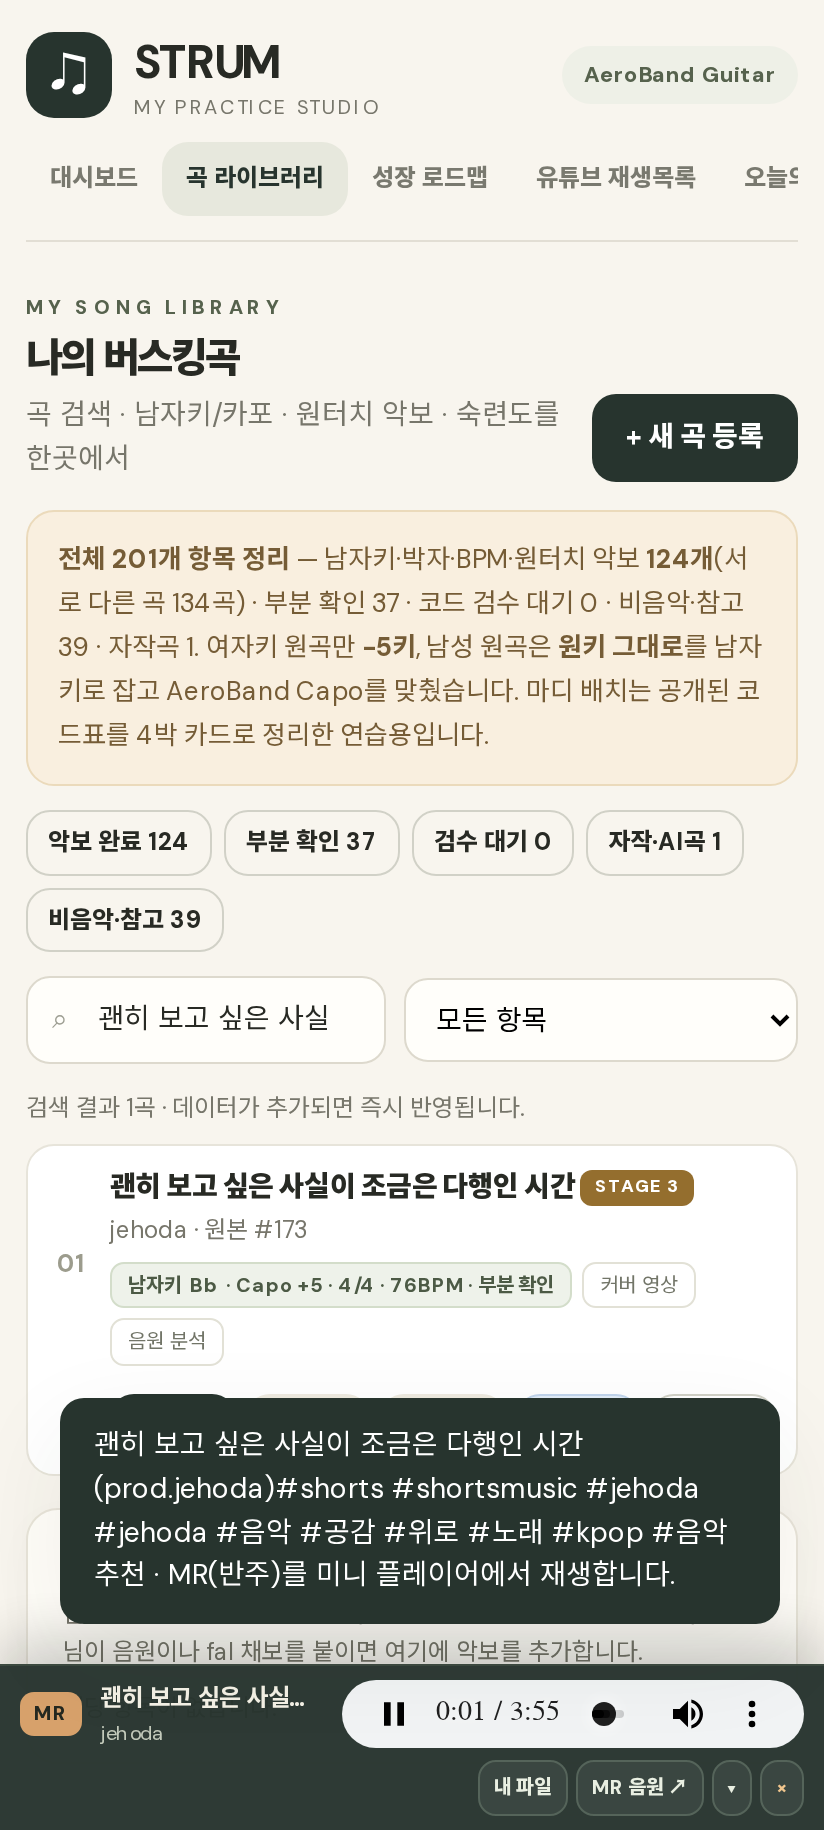 STRUM
MY PRACTICE STUDIO
AeroBand Guitar
대시보드 곡 라이브러리 성장 로드맵 유튜브 재생목록 오늘의
MY SONG LIBRARY
나의 버스킹곡
곡 검색 · 남자키/카포 · 원터치 악보 · 숙련도를
한곳에서
+ 새 곡 등록
전체 201개 항목 정리 — 남자키·박자·BPM·원터치 악보 124개(서
로 다른 곡 134곡) · 부분 확인 37 · 코드 검수 대기 0 · 비음악·참고
39 · 자작곡 1. 여자키 원곡만 -5키, 남성 원곡은 원키 그대로를 남자
키로 잡고 AeroBand Capo를 맞췄습니다. 마디 배치는 공개된 코
드표를 4박 카드로 정리한 연습용입니다.
악보 완료 124 부분 확인 37 검수 대기 0 자작·AI곡 1
비음악·참고 39
괜히 보고 싶은 사실 모든 항목
검색 결과 1곡 · 데이터가 추가되면 즉시 반영됩니다.
괜히 보고 싶은 사실이 조금은 다행인 시간 STAGE 3
jehoda · 원본 #173
01
남자키 Bb · Capo +5 · 4/4 · 76BPM · 부분 확인 커버 영상
음원 분석
괜히 보고 싶은 사실이 조금은 다행인 시간
(prod.jehoda)#shorts #shortsmusic #jehoda
#jehoda #음악 #공감 #위로 #노래 #kpop #음악
추천 · MR(반주)를 미니 플레이어에서 재생합니다.
님이 음원이나 fal 채보를 붙이면 여기에 악보를 추가합니다.
MR 괜히 보고 싶은 사실... 0:01 / 3:55
jehoda
내 파일 MR 음원 ↗ ▾ ×